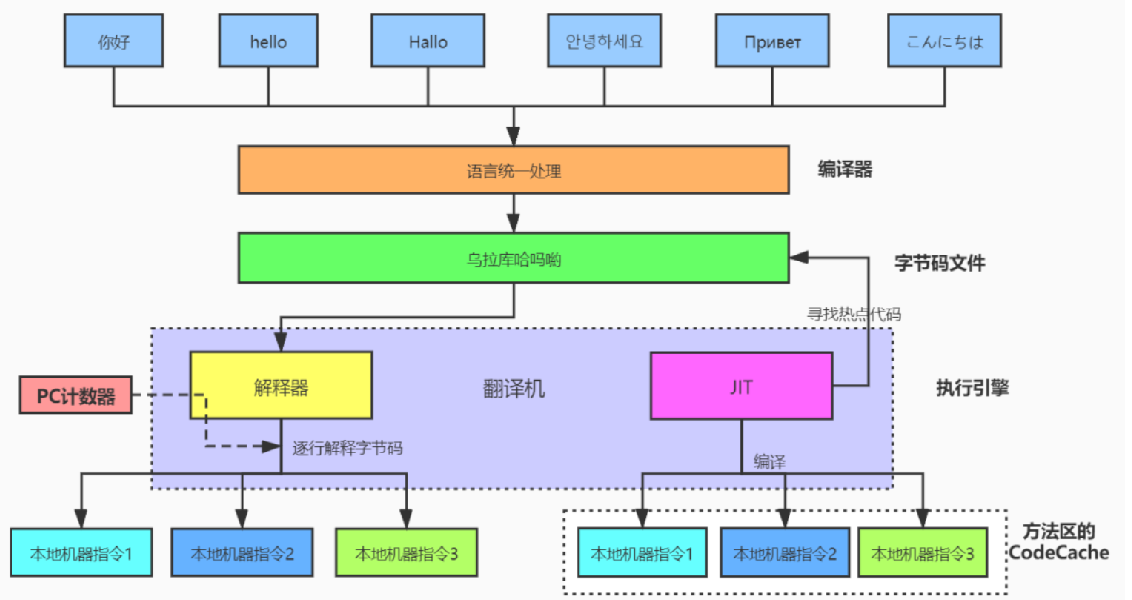 你好
hello
Hallo
안녕하세요
Привет
こんにちは
语言统一处理
编译器
乌拉库哈吗呦
字节码文件
寻找热点代码
解释器
翻译机
JIT
执行引擎
PC计数器
逐行解释字节码
编译
本地机器指令1
本地机器指令2
本地机器指令3
本地机器指令1
本地机器指令2
本地机器指令3
方法区的
CodeCache